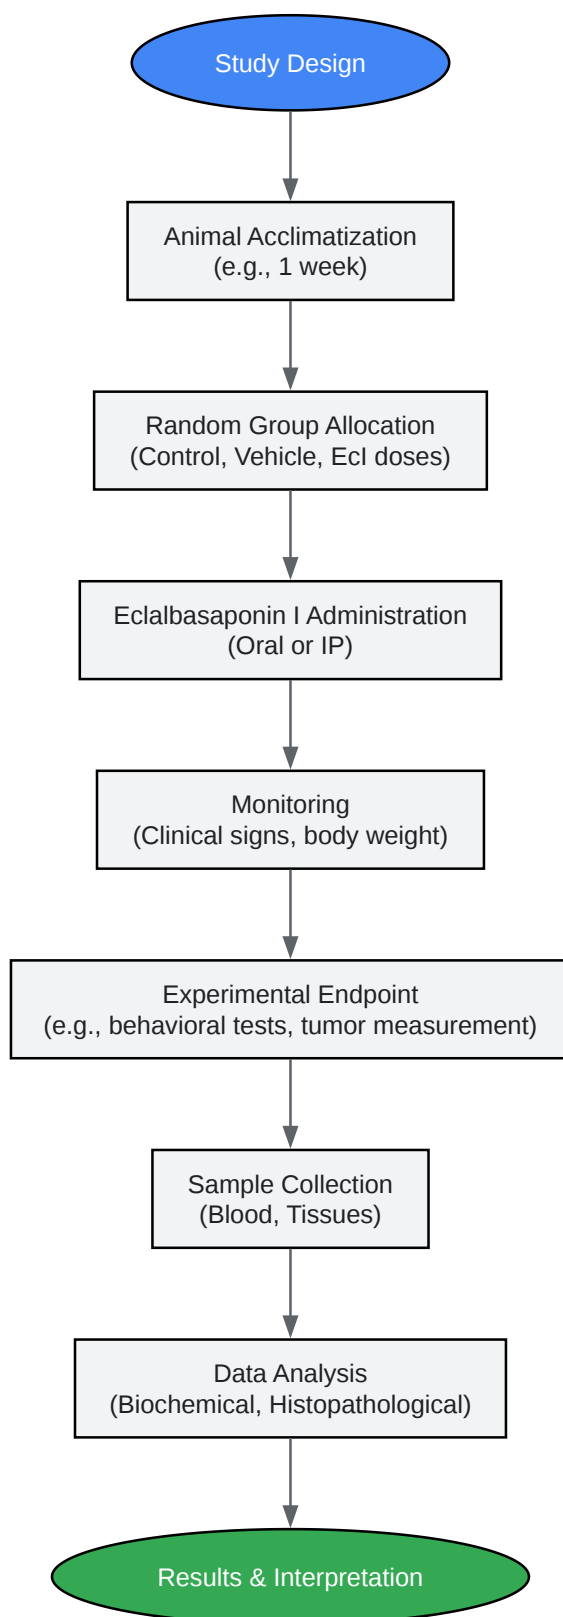 Study Design
Animal Acclimatization
(e.g., 1 week)
Random Group Allocation
(Control, Vehicle, EcI doses)
Eclalbasaponin I Administration
(Oral or IP)
Monitoring
(Clinical signs, body weight)
Experimental Endpoint
(e.g., behavioral tests, tumor measurement)
Sample Collection
(Blood, Tissues)
Data Analysis
(Biochemical, Histopathological)
Results & Interpretation